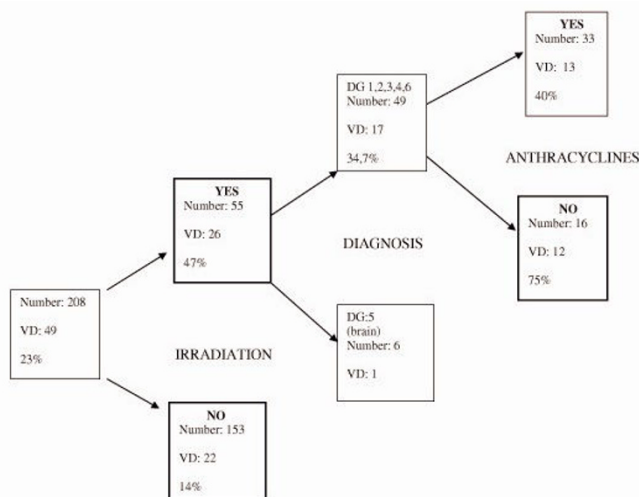 Number: 208
VD: 49
23%
IRRADIATION
YES
Number: 55
VD: 26
47%
NO
Number: 153
VD: 22
14%
DIAGNOSIS
DG 1,2,3,4,6
Number: 49
VD: 17
34,7%
DG:5
(brain)
Number: 6
VD: 1
ANTHRACYCLINES
YES
Number: 33
VD: 13
40%
NO
Number: 16
VD: 12
75%